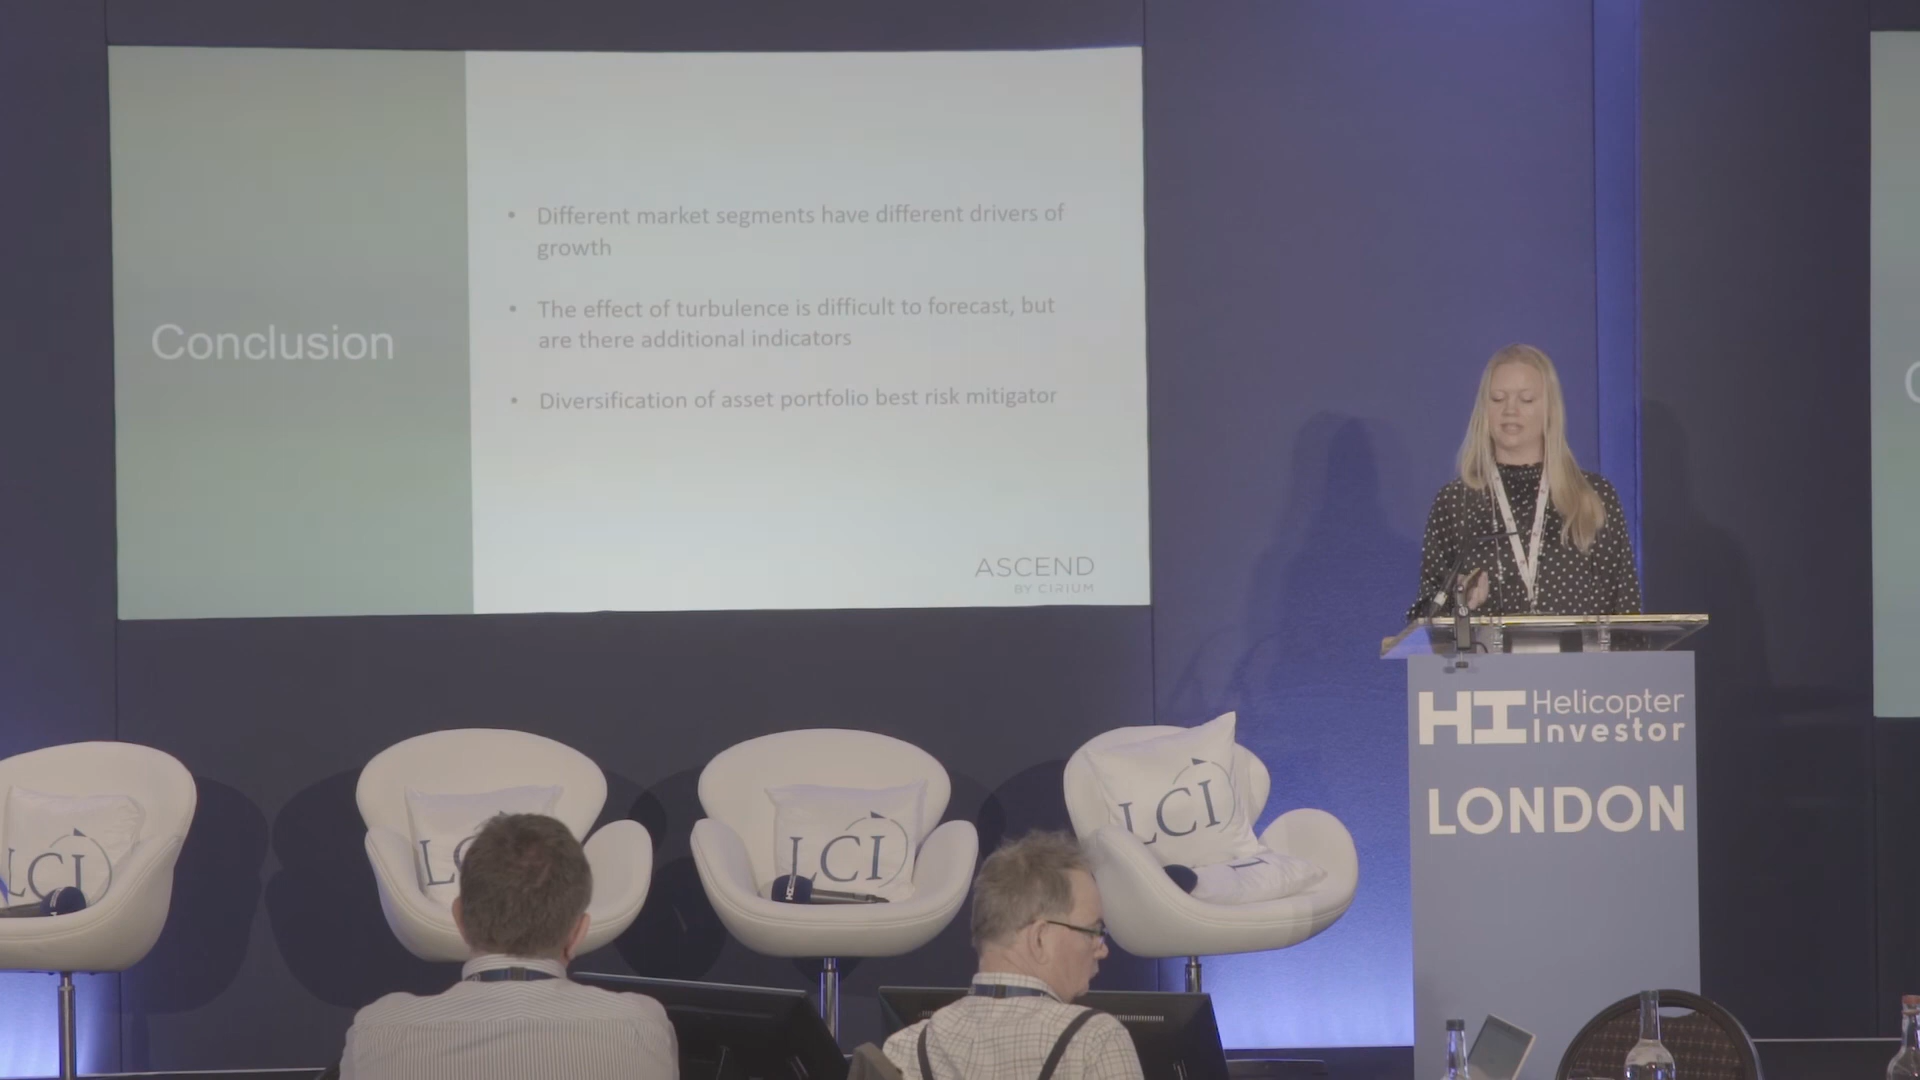 Conclusion
• Different market segments have different drivers of
growth
• The effect of turbulence is difficult to forecast, but
are there additional indicators
• Diversification of asset portfolio best risk mitigator
ASCEND
BY CIRIUM
HI Helicopter
Investor
LONDON
LCI
LCI
LCI
LCI